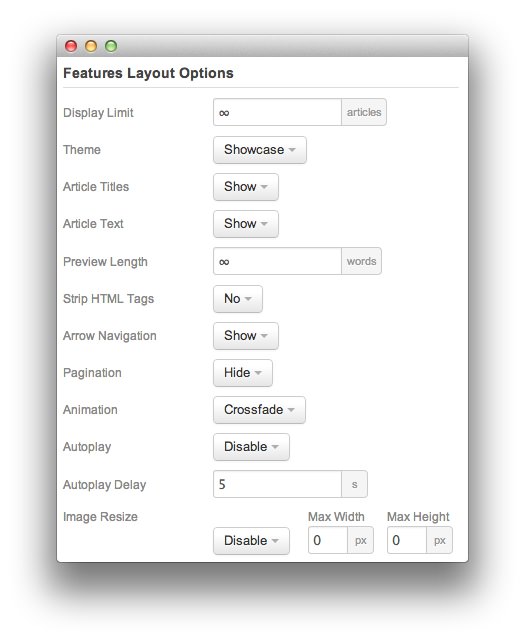 Features Layout Options
Display Limit ∞ articles
Theme Showcase
Article Titles Show
Article Text Show
Preview Length ∞ words
Strip HTML Tags No
Arrow Navigation Show
Pagination Hide
Animation Crossfade
Autoplay Disable
Autoplay Delay 5 s
Image Resize Max Width Max Height
Disable 0 px 0 px